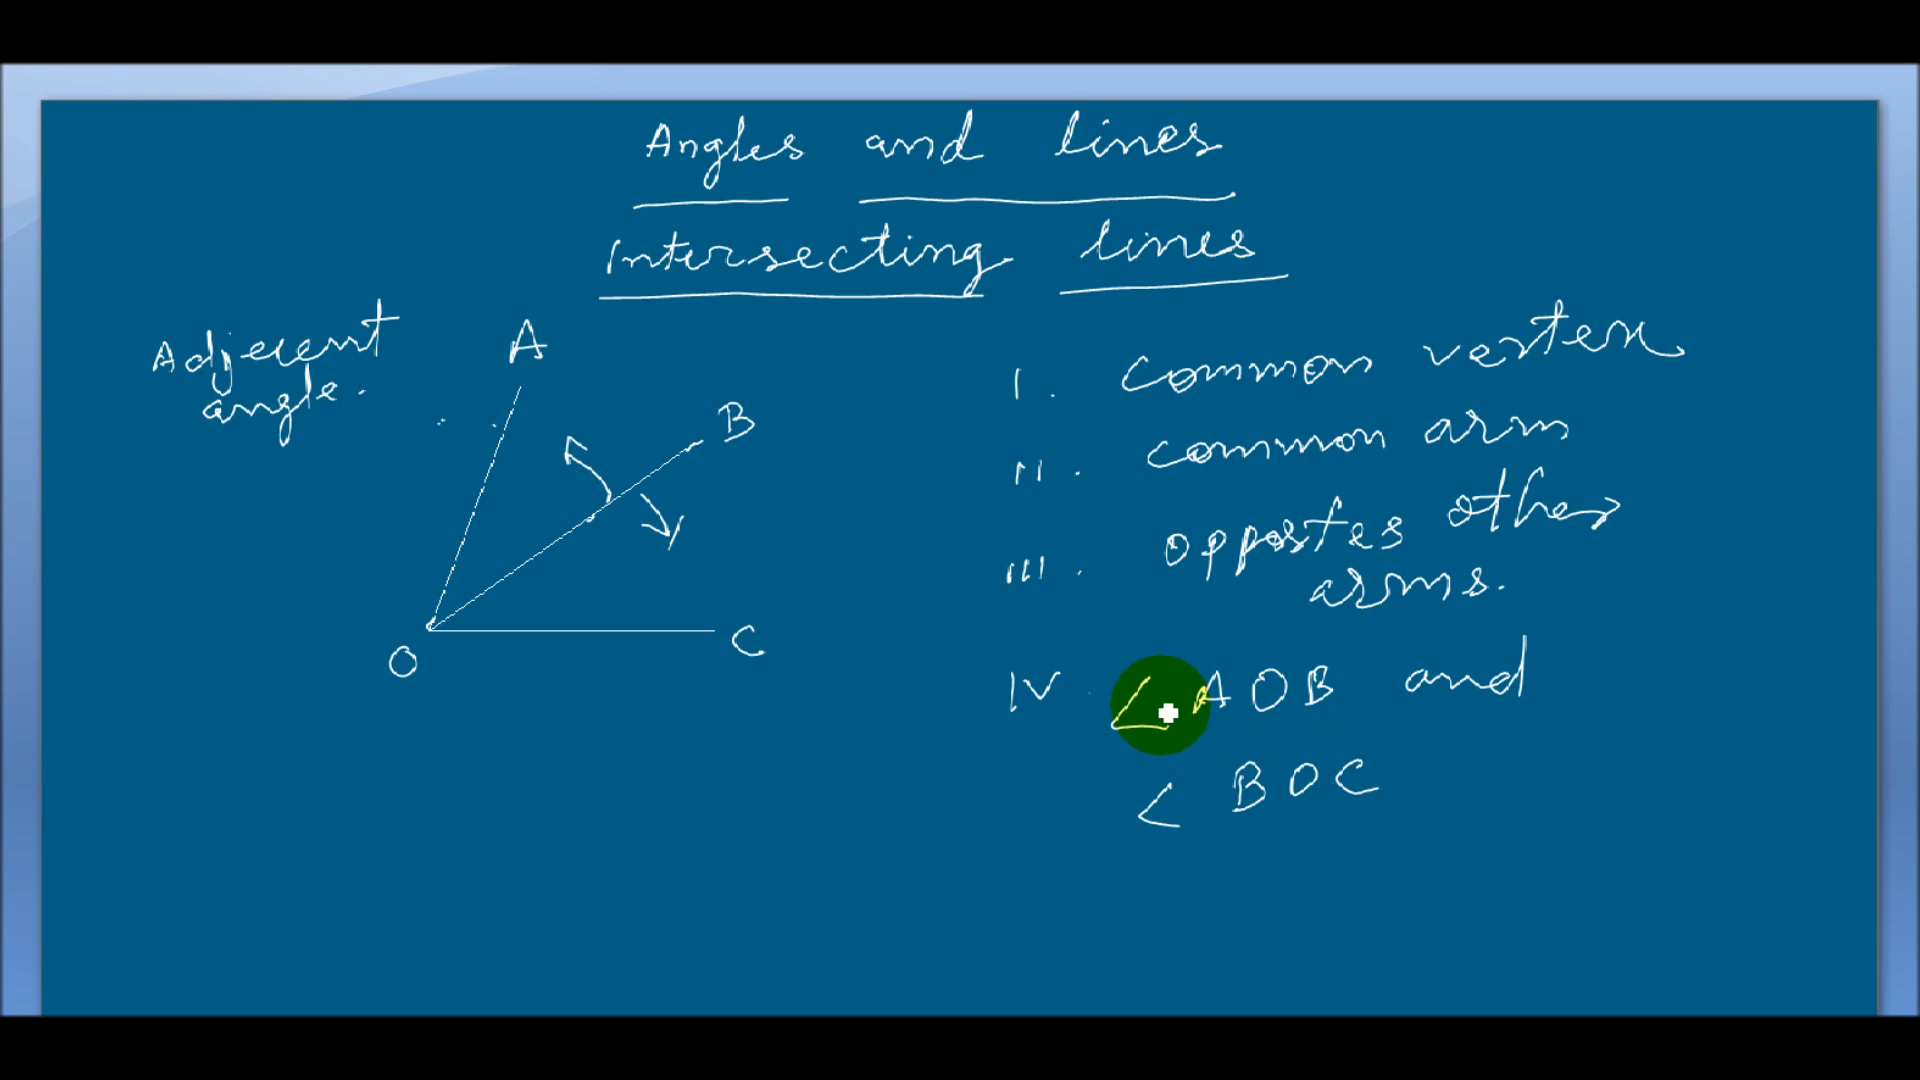 Angles and lines
Intersecting lines
Adjecent
angle.
A
B
O
C
I. Common vertex
II. Common arm
III. oppostes other
arms.
IV. ∠AOB and
∠BOC